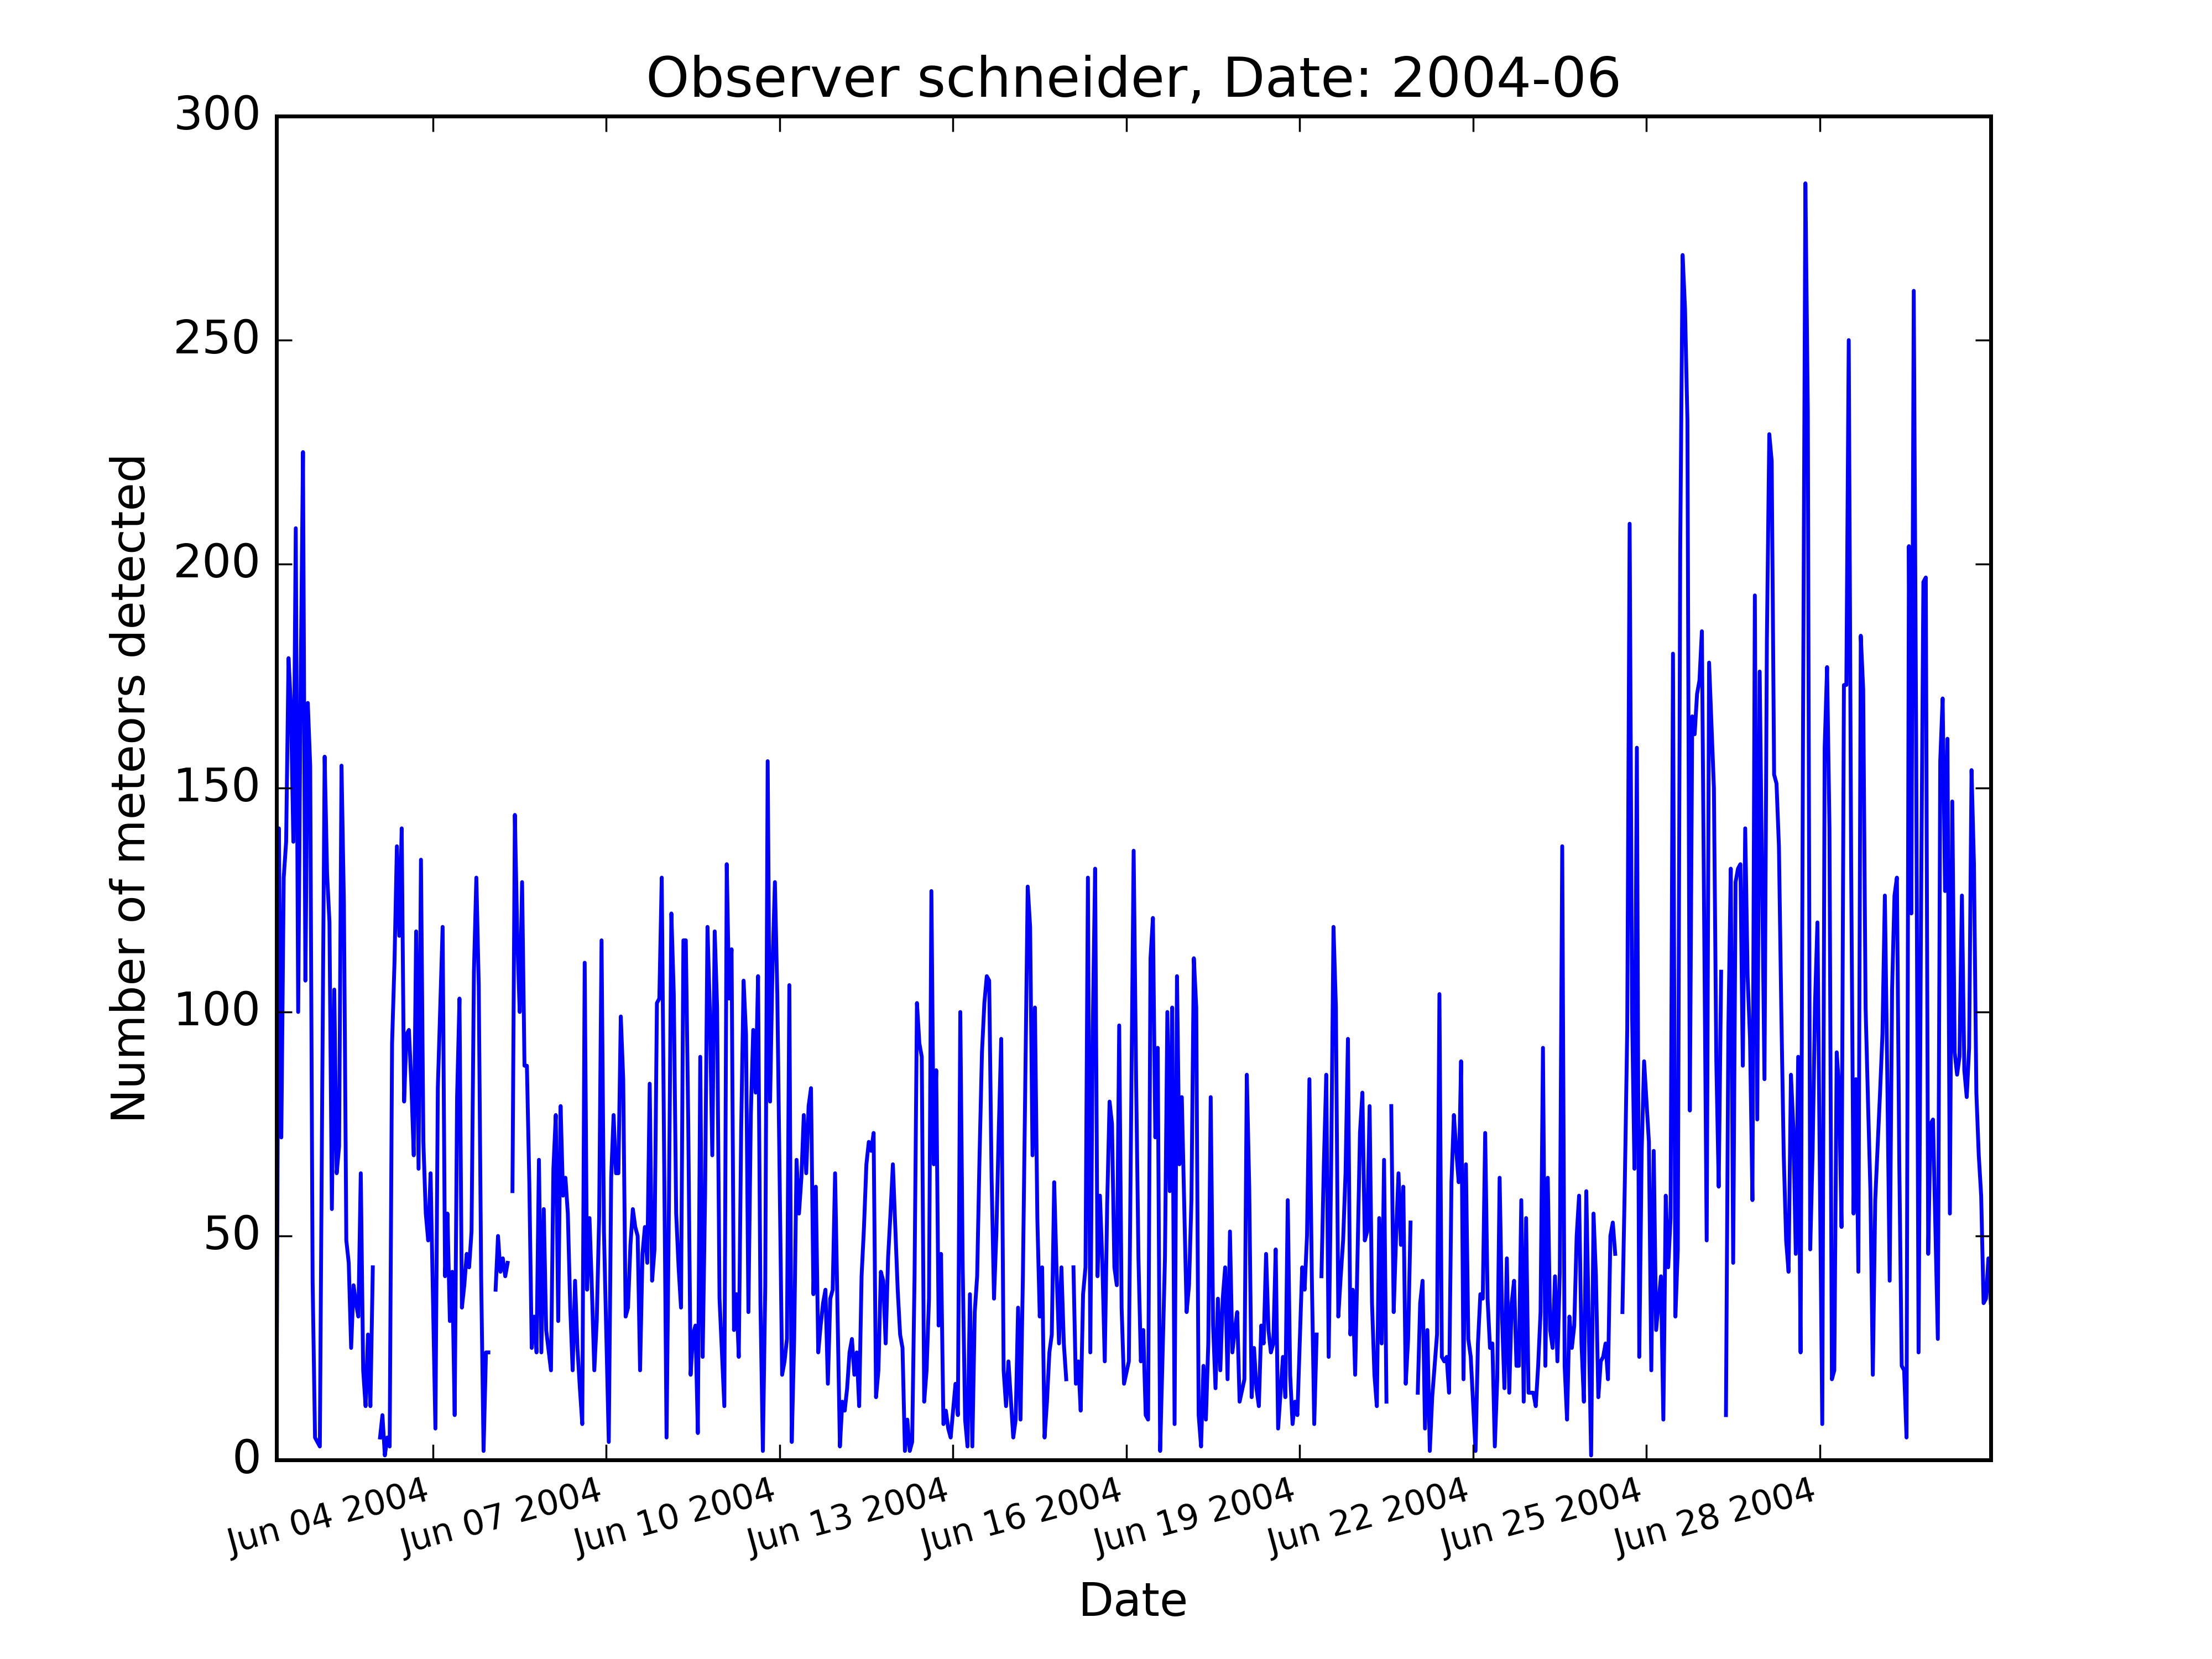 Observer schneider, Date: 2004-06
300
250
200
150
100
50
0
Number of meteors detected
Jun 04 2004
Jun 07 2004
Jun 10 2004
Jun 13 2004
Jun 16 2004
Jun 19 2004
Jun 22 2004
Jun 25 2004
Jun 28 2004
Date